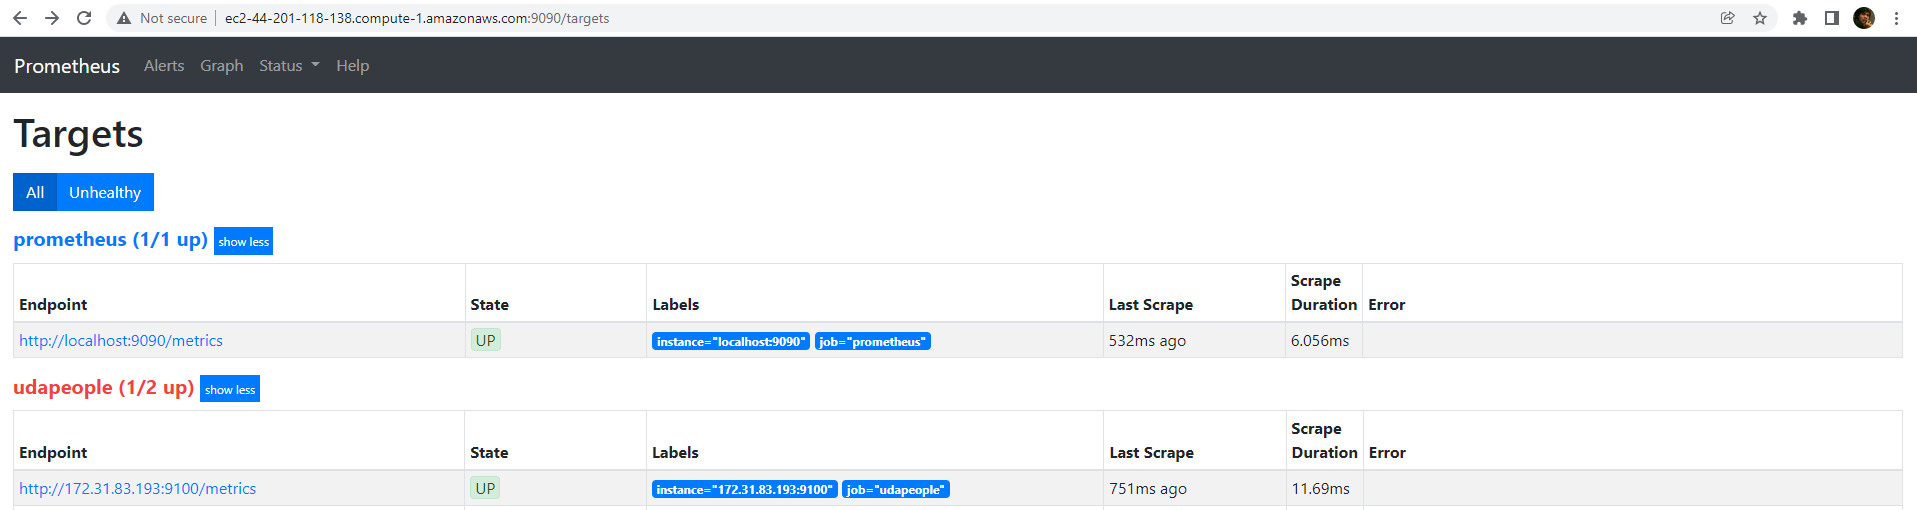 Not secure | ec2-44-201-118-138.compute-1.amazonaws.com:9090/targets
Prometheus Alerts Graph Status Help
Targets
All Unhealthy
prometheus (1/1 up) show less
Endpoint State Labels Last Scrape Scrape Duration Error
http://localhost:9090/metrics UP instance="localhost:9090" job="prometheus" 532ms ago 6.056ms
udapeople (1/2 up) show less
Endpoint State Labels Last Scrape Scrape Duration Error
http://172.31.83.193:9100/metrics UP instance="172.31.83.193:9100" job="udapeople" 751ms ago 11.69ms